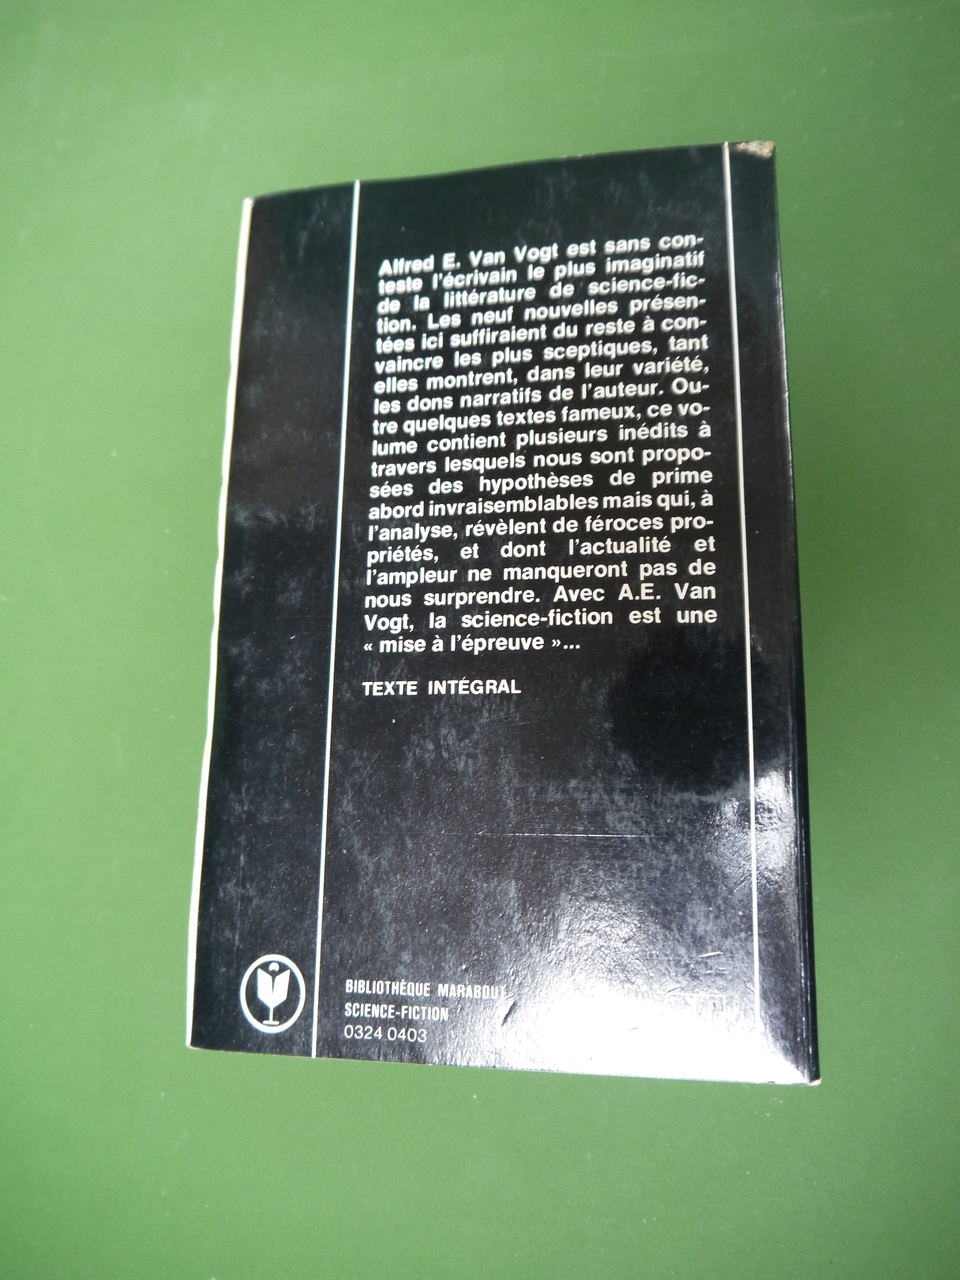 Alfred E. Van Vogt est sans con-
teste l'écrivain le plus imaginatif
de la littérature de science-fic-
tion. Les neuf nouvelles présen-
tées ici suffiraient du reste à con-
vaincre les plus sceptiques, tant
elles montrent, dans leur variété,
les dons narratifs de l'auteur. Ou-
tre quelques textes fameux, ce vo-
lume contient plusieurs inédits à
travers lesquels nous sont propo-
sées des hypothèses de prime
abord invraisemblables mais qui, à
l'analyse, révèlent de féroces pro-
priétés, et dont l'actualité et
l'ampleur ne manqueront pas de
nous surprendre. Avec A.E. Van
Vogt, la science-fiction est une
« mise à l'épreuve »...
TEXTE INTÉGRAL
BIBLIOTHÈQUE MARABOUT
SCIENCE-FICTION
0324 0403